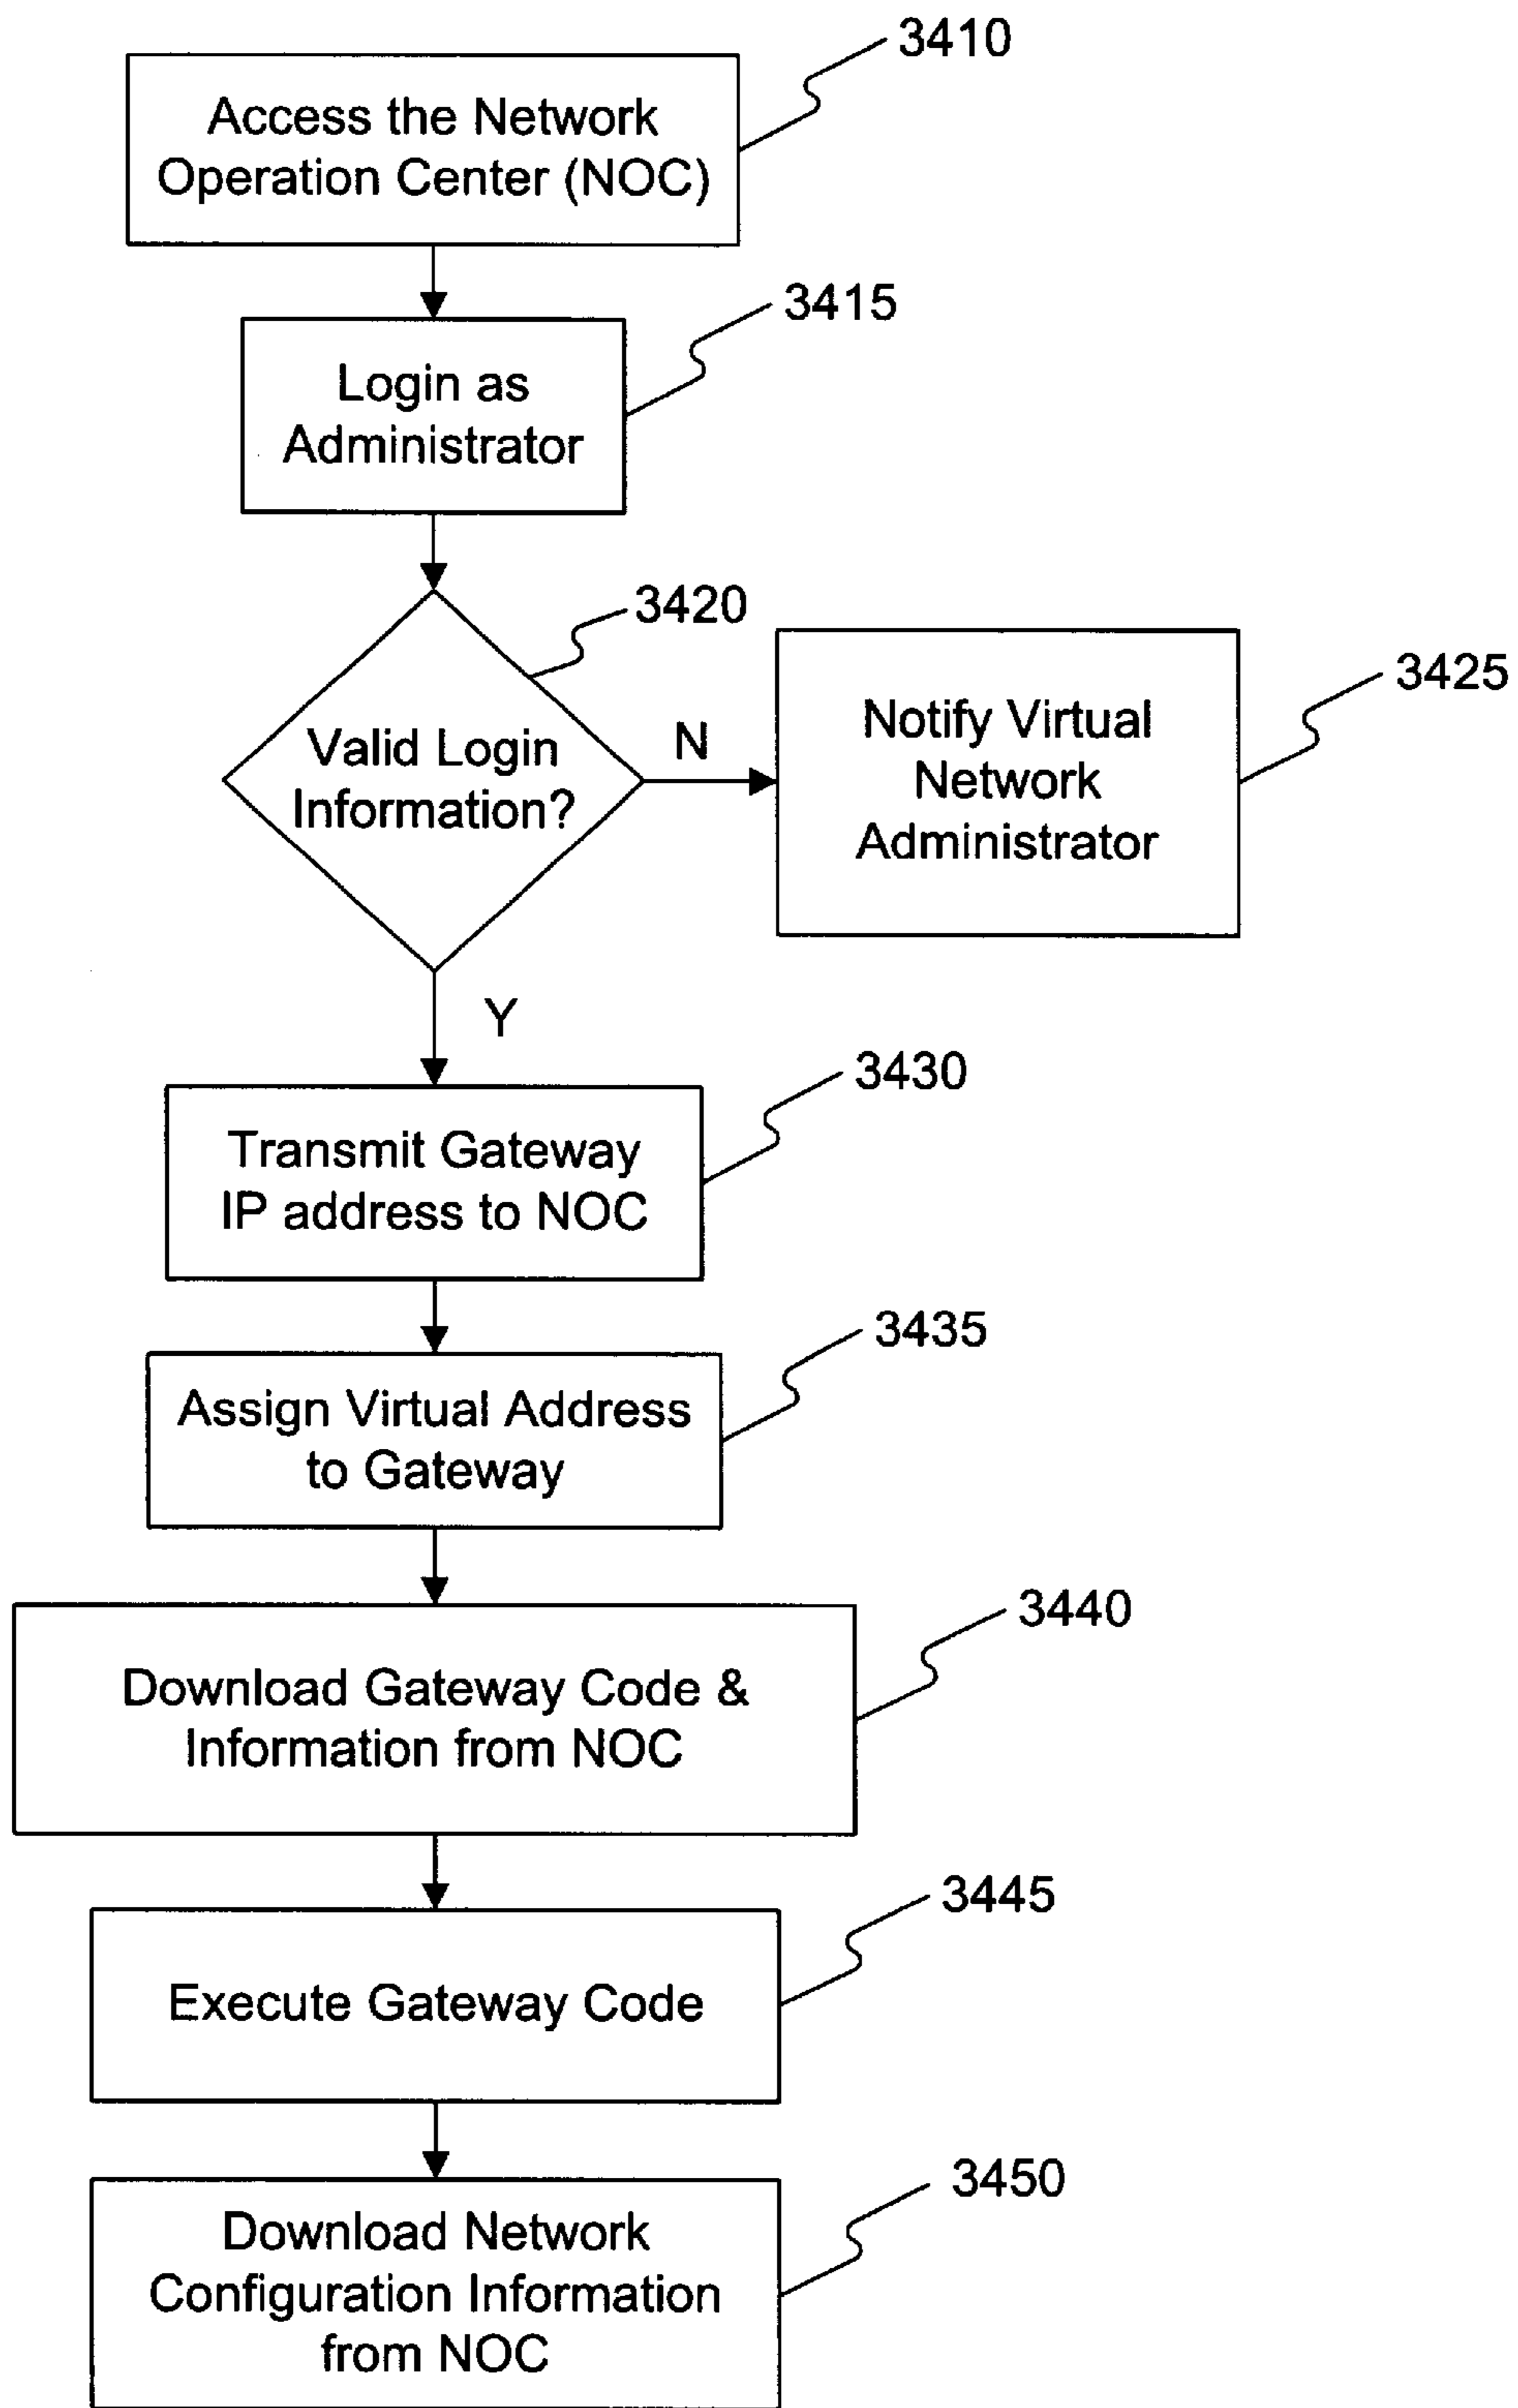 3410
Access the Network
Operation Center (NOC)
3415
Login as
Administrator
3420
Valid Login
Information?
N
3425
Notify Virtual
Network
Administrator
Y
3430
Transmit Gateway
IP address to NOC
3435
Assign Virtual Address
to Gateway
3440
Download Gateway Code &
Information from NOC
3445
Execute Gateway Code
3450
Download Network
Configuration Information
from NOC